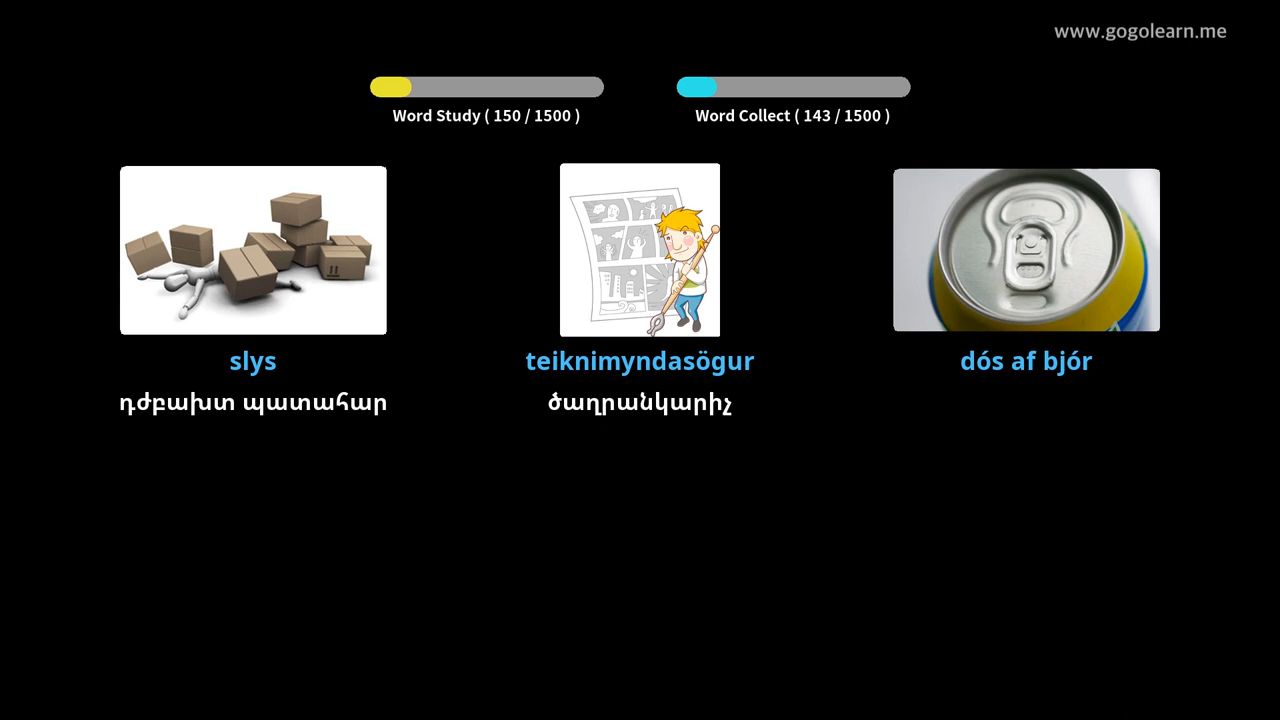 www.gogolearn.me
Word Study ( 150 / 1500 )
Word Collect ( 143 / 1500 )
slys
teiknimyndasögur
dós af bjór
դժբախտ պատահար
ծաղրանկարիչ